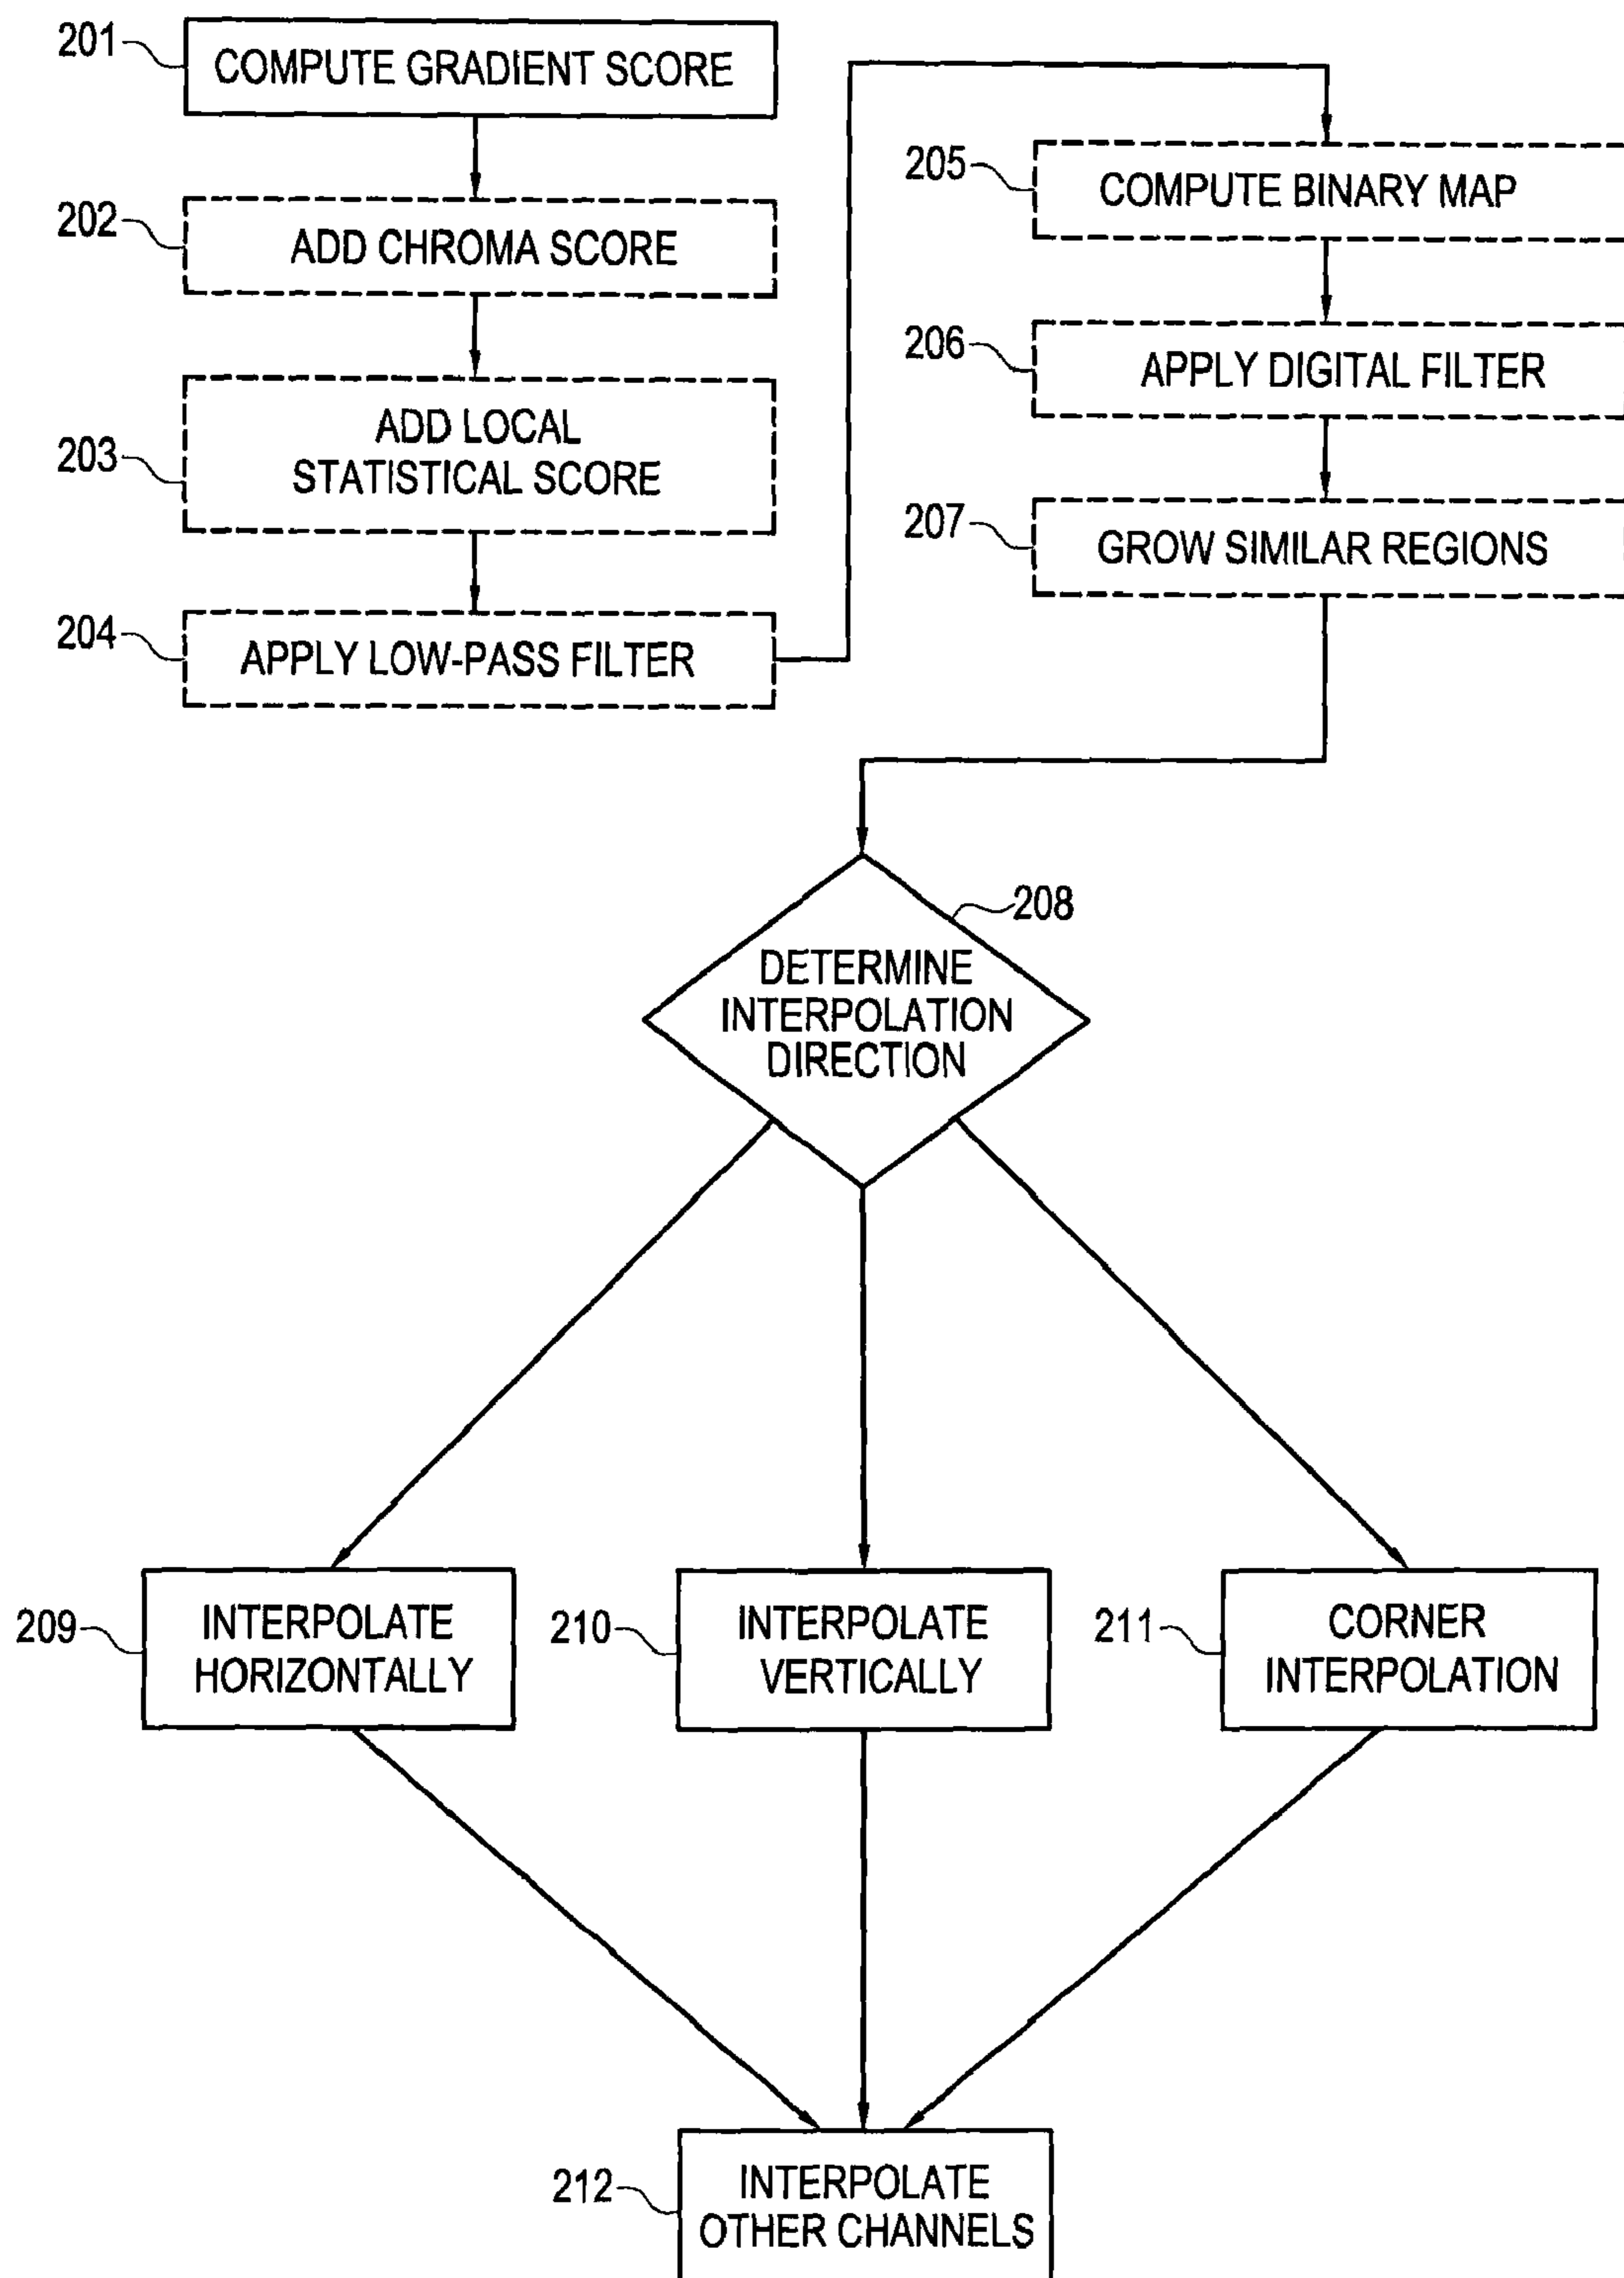 201
COMPUTE GRADIENT SCORE
202
ADD CHROMA SCORE
203
ADD LOCAL
STATISTICAL SCORE
204
APPLY LOW-PASS FILTER
205
COMPUTE BINARY MAP
206
APPLY DIGITAL FILTER
207
GROW SIMILAR REGIONS
208
DETERMINE
INTERPOLATION
DIRECTION
209
INTERPOLATE
HORIZONTALLY
210
INTERPOLATE
VERTICALLY
211
CORNER
INTERPOLATION
212
INTERPOLATE
OTHER CHANNELS